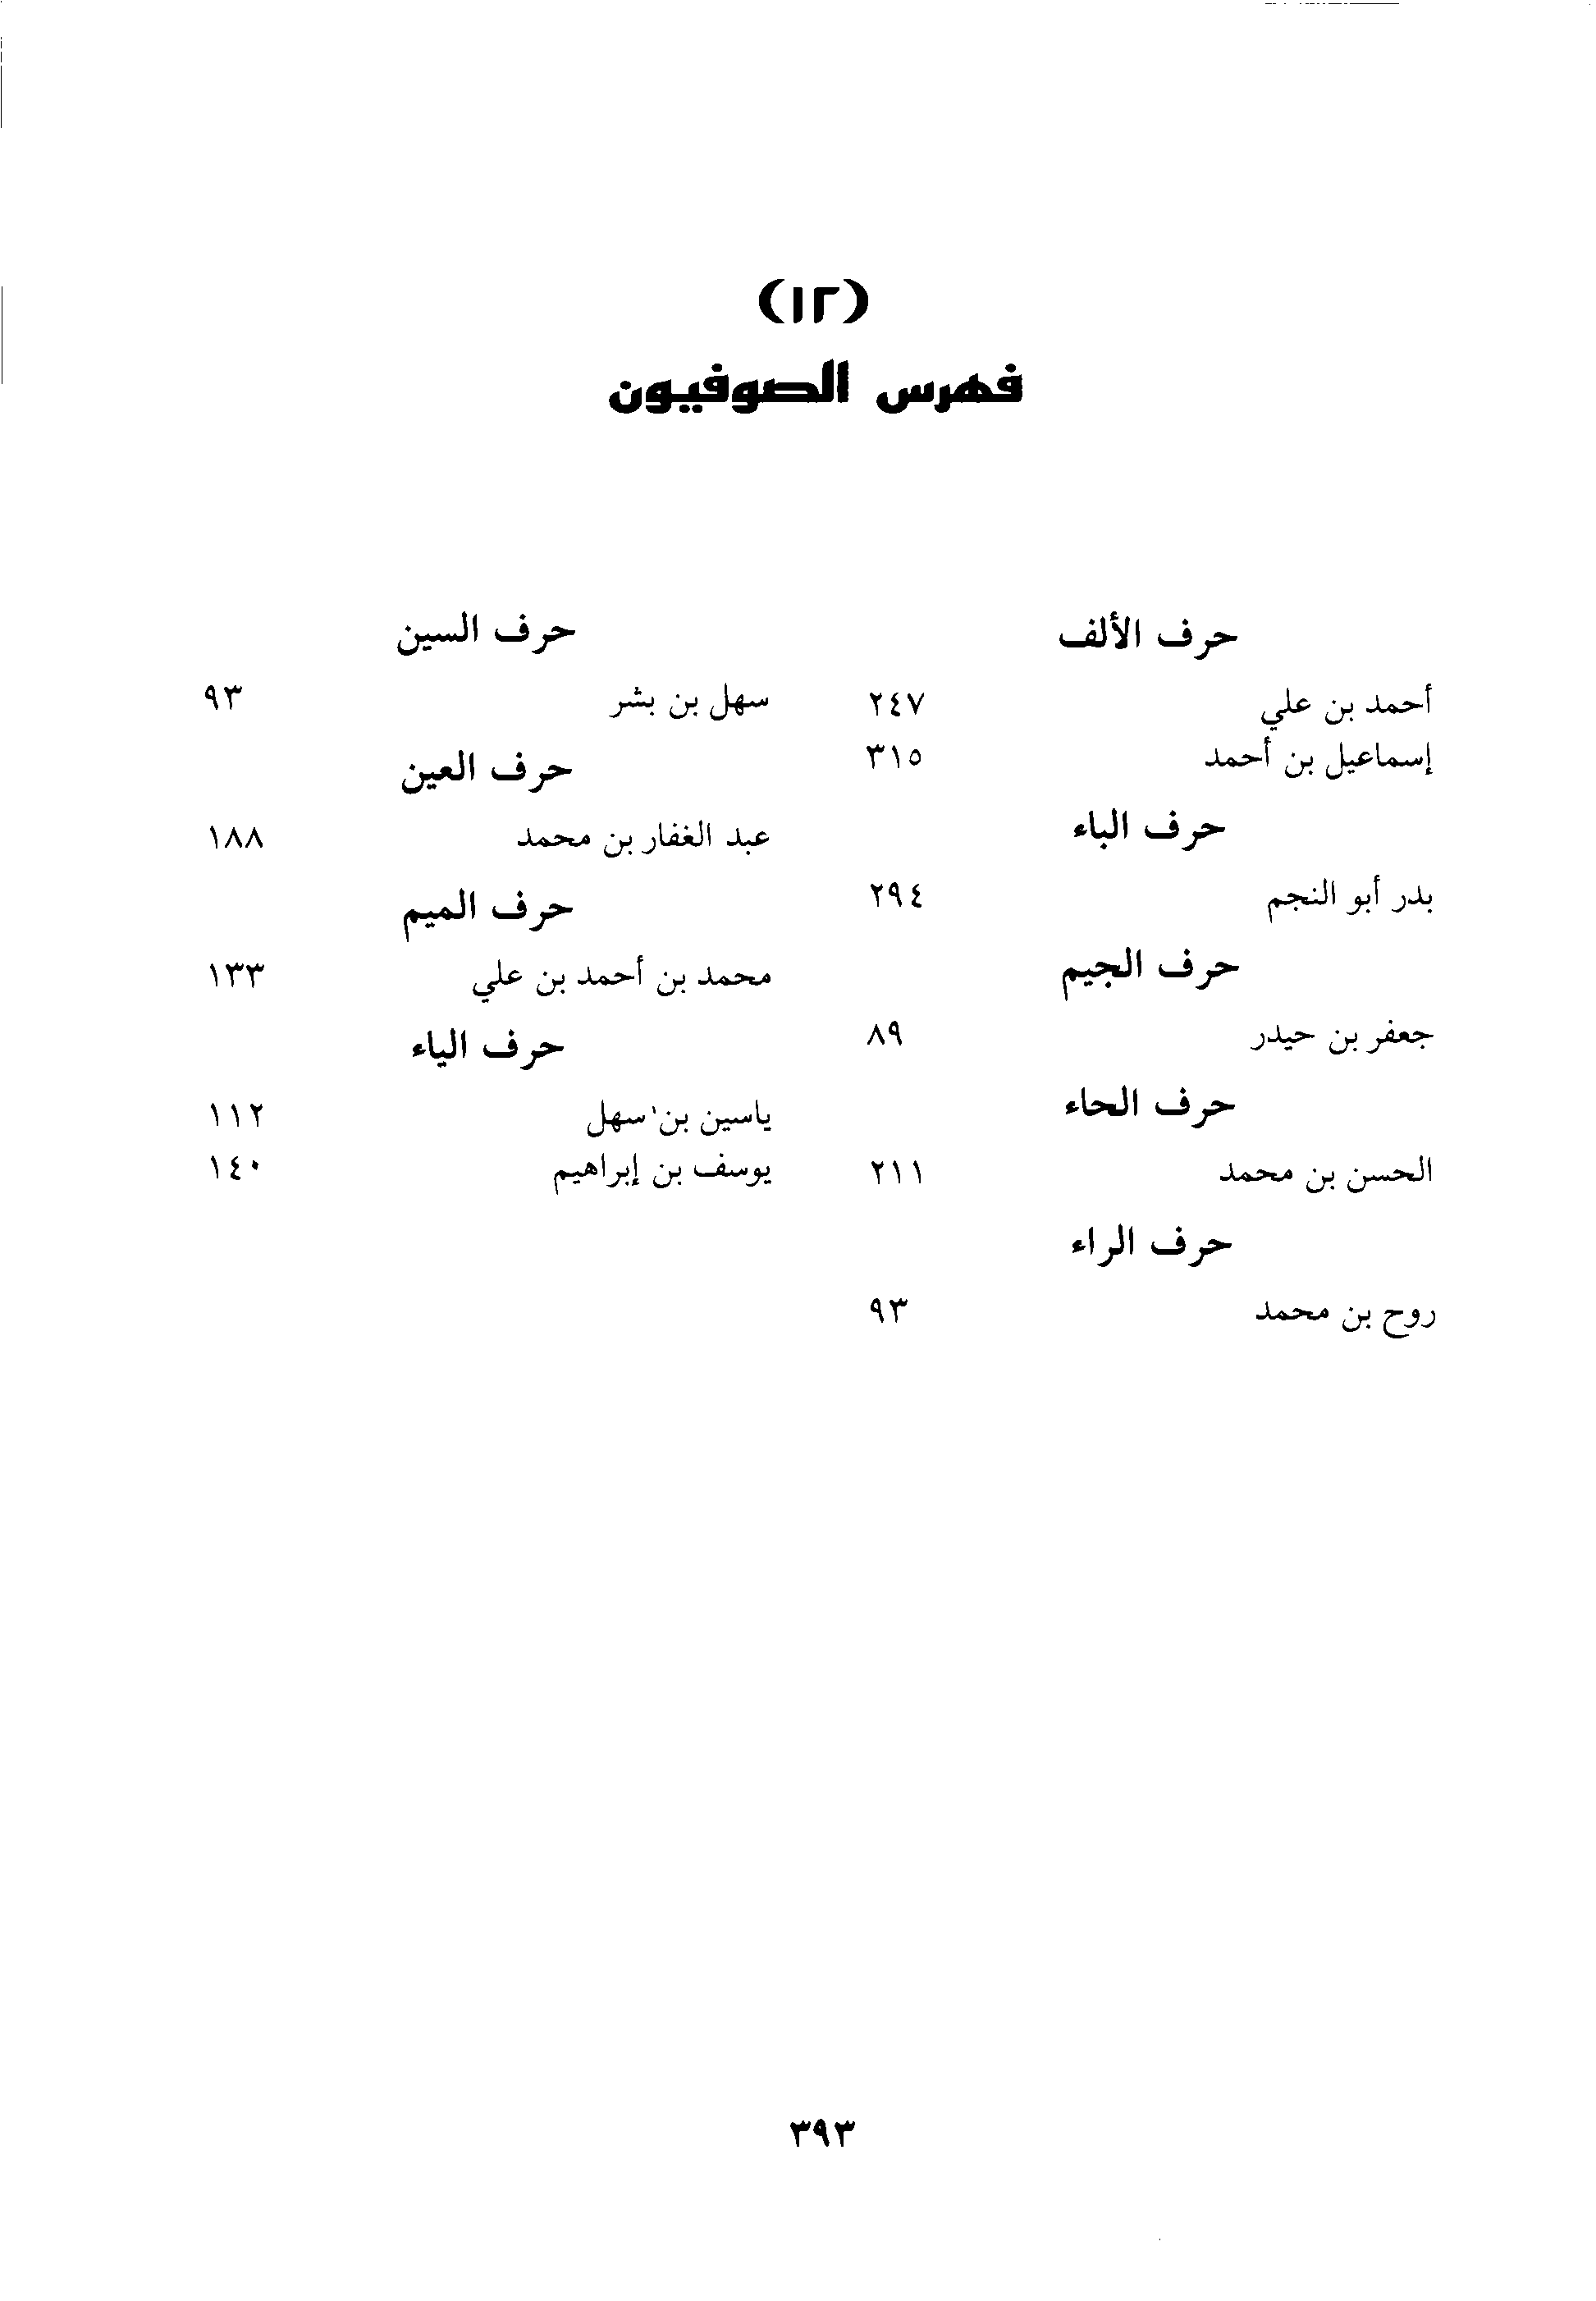 (١٢)
فهرس الصوفيون
حرف الألف
أحمد بن علي ٢٤٧
إسماعيل بن أحمد ٣١٥
حرف الباء
بدر أبو النجم ٢٩٤
حرف الجيم
جعفر بن حيدر ٨٩
حرف الحاء
الحسن بن محمد ٢١١
حرف الراء
روح بن محمد ٩٣
حرف السين
سهل بن بشر ٩٣
حرف العين
عبد الغفار بن محمد ١٨٨
حرف الميم
محمد بن أحمد بن علي ١٣٣
حرف الياء
ياسين بن سهل ١١٢
يوسف بن إبراهيم ١٤٠
٣٩٣